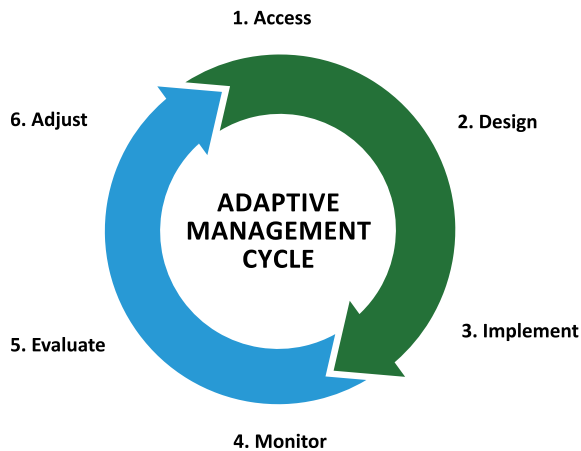 1. Access
2. Design
3. Implement
4. Monitor
5. Evaluate
6. Adjust
ADAPTIVE
MANAGEMENT
CYCLE